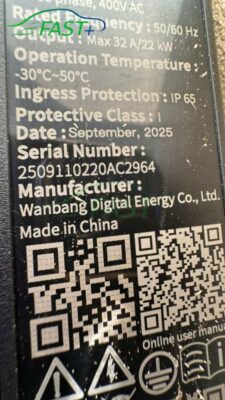 phase, 400V AC
Rated Frequency : 50/60 Hz
FAST+
Output : Max 32 A/22 kW
Operation Temperature :
-30°C~50°C
Ingress Protection : IP 65
Protective Class : I
Date : September, 2025
Serial Number :
2509110220AC2964
Manufacturer :
Wanbang Digital Energy Co., Ltd.
Made in China
Online user manual